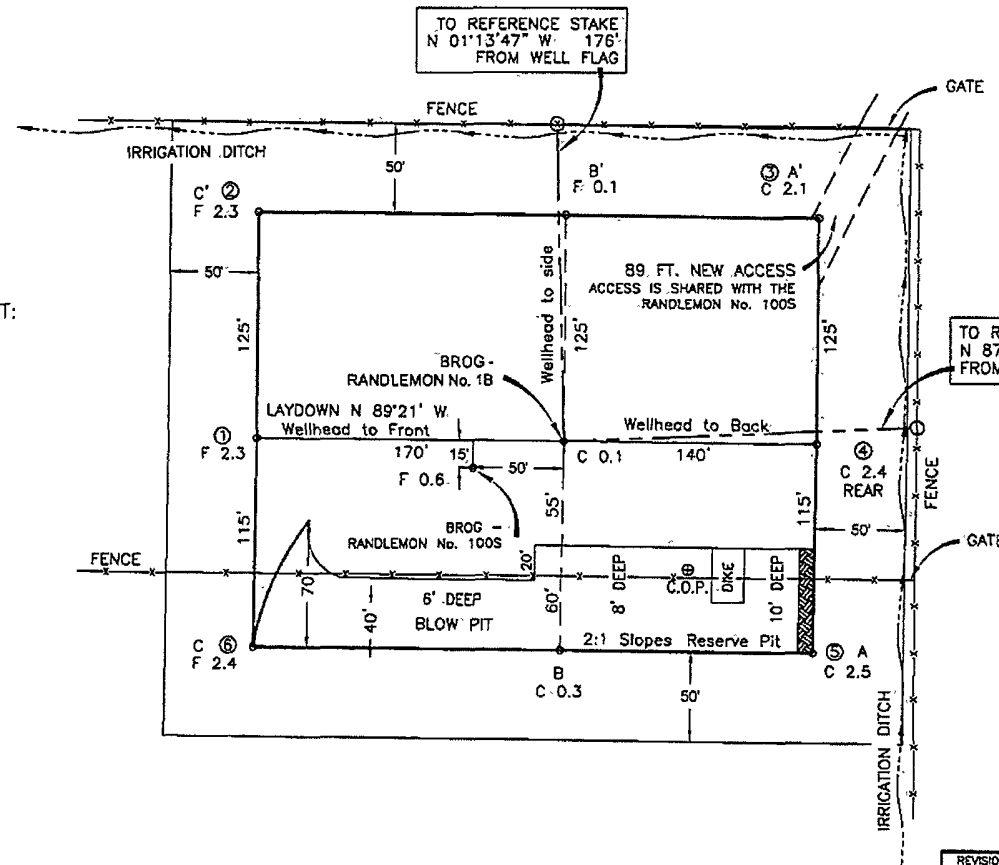 TO REFERENCE STAKE
N 01°13'47" W 176'
FROM WELL FLAG
GATE
FENCE
IRRIGATION DITCH
50'
B'
F 0.1
③ A'
C 2.1
C' ②
F 2.3
50'
89 FT. NEW ACCESS
ACCESS IS SHARED WITH THE
RANDLEMON No. 100S
T:
125'
Wellhead to side
125'
125'
TO R
N 87
FROM
BROG-
RANDLEMON No. 1B
LAYDOWN N 89°21' W
Wellhead to Front
Wellhead to Back
①
F 2.3
170'
15'
50'
C 0.1
140'
④
C 2.4
REAR
F 0.6
FENCE
115'
55'
115'
50'
BROG -
RANDLEMON No. 100S
GATE
FENCE
20'
70'
6' DEEP
BLOW PIT
40'
60'
8' DEEP
C.O.P.
DIKE
10' DEEP
2:1 Slopes Reserve Pit
C ⑥
F 2.4
B
C 0.3
⑤ A
C 2.5
50'
IRRIGATION DITCH
REVISIO